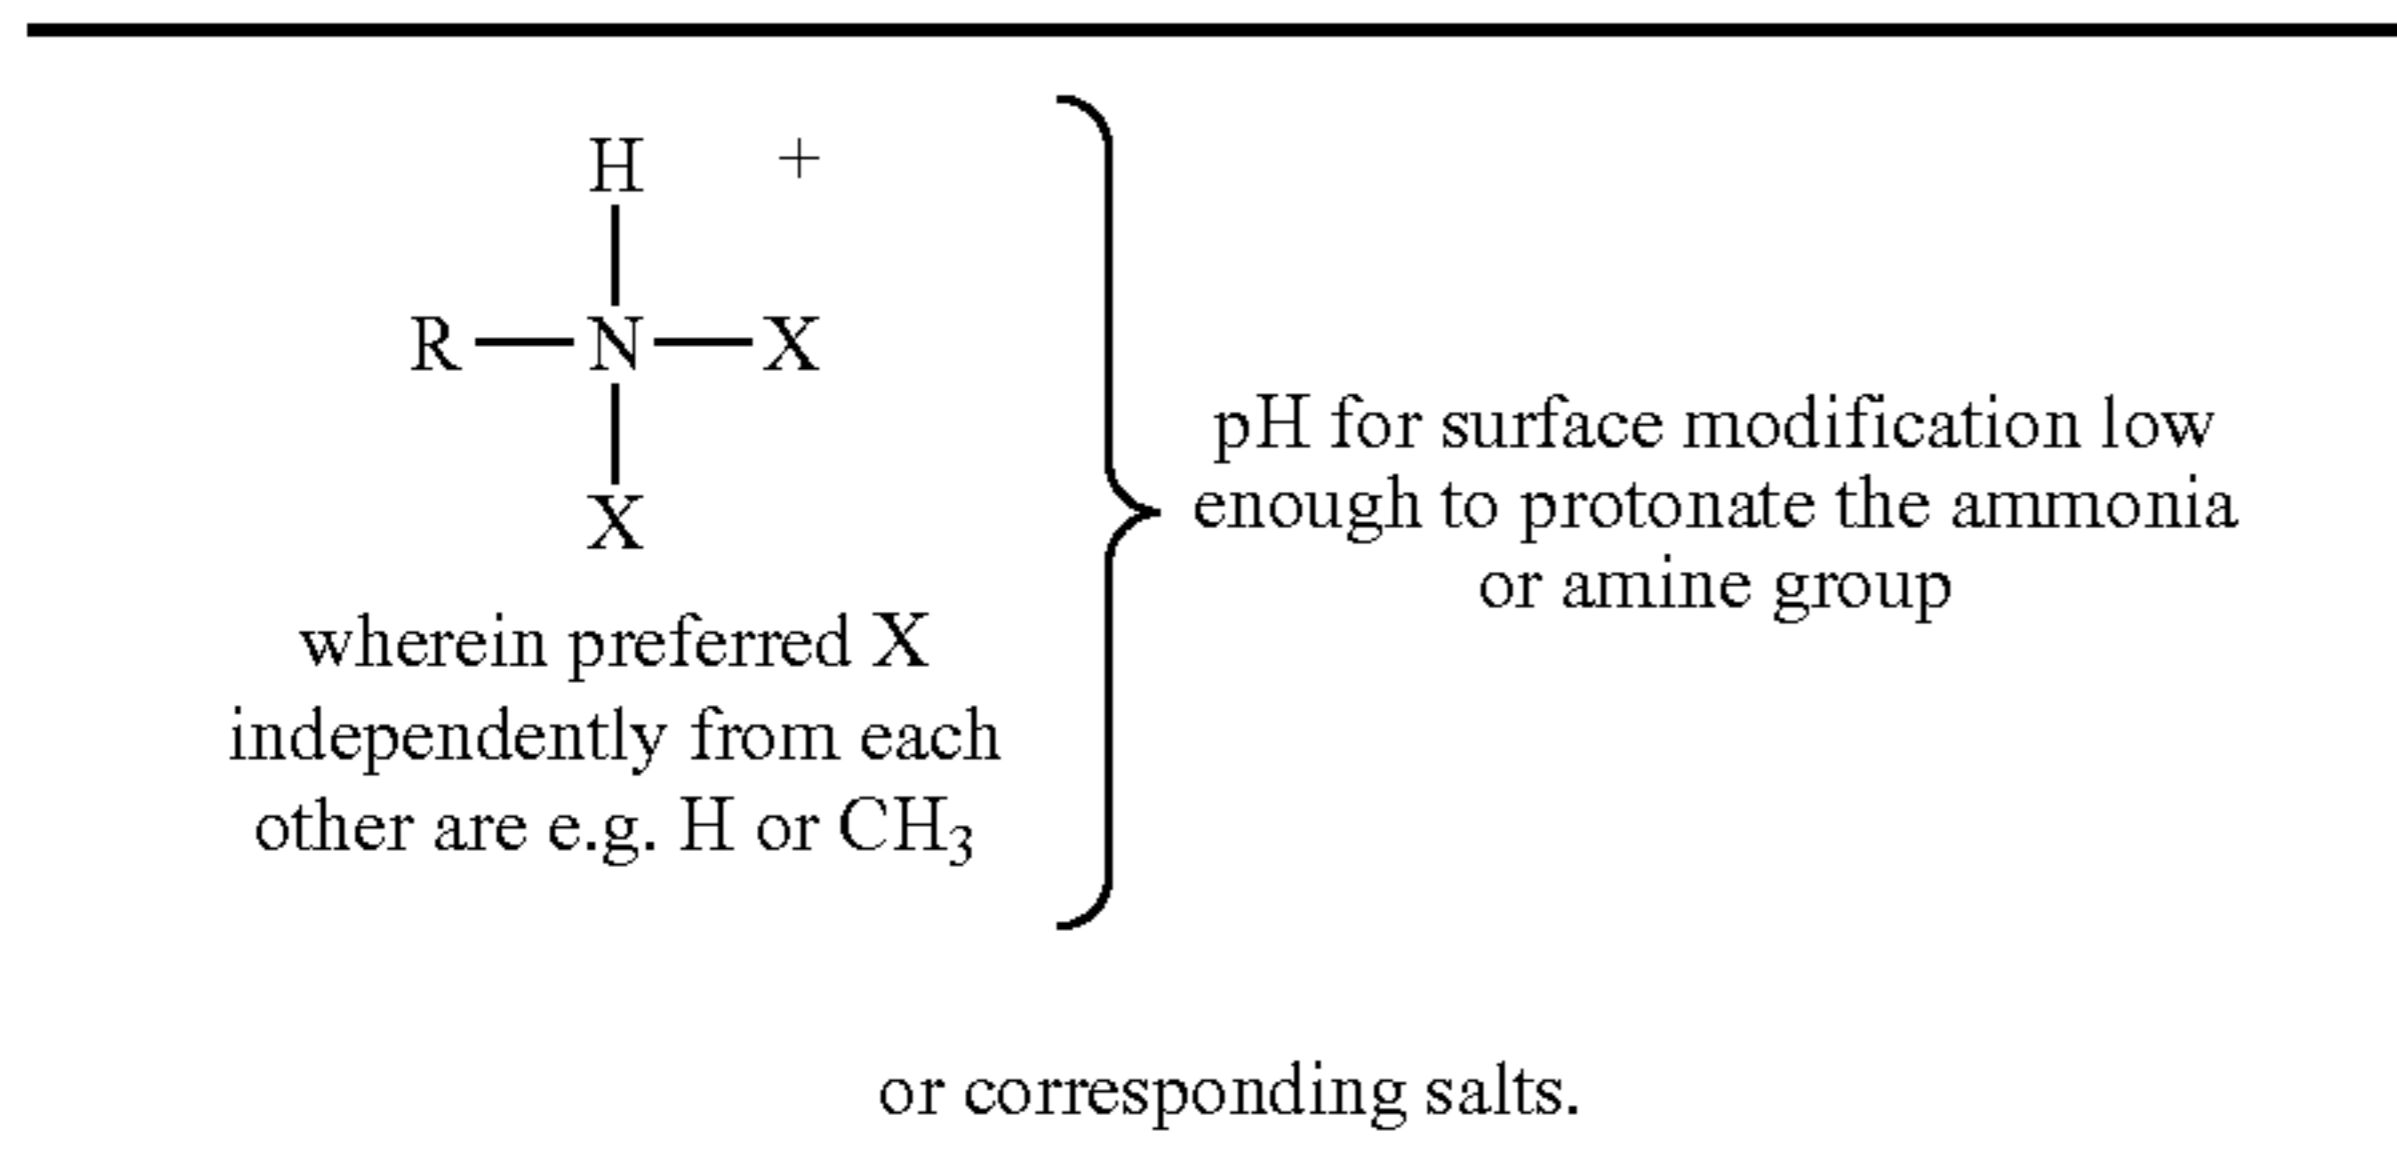 H +
R—N—X
X
wherein preferred X
independently from each
other are e.g. H or CH₃
pH for surface modification low
enough to protonate the ammonia
or amine group
or corresponding salts.